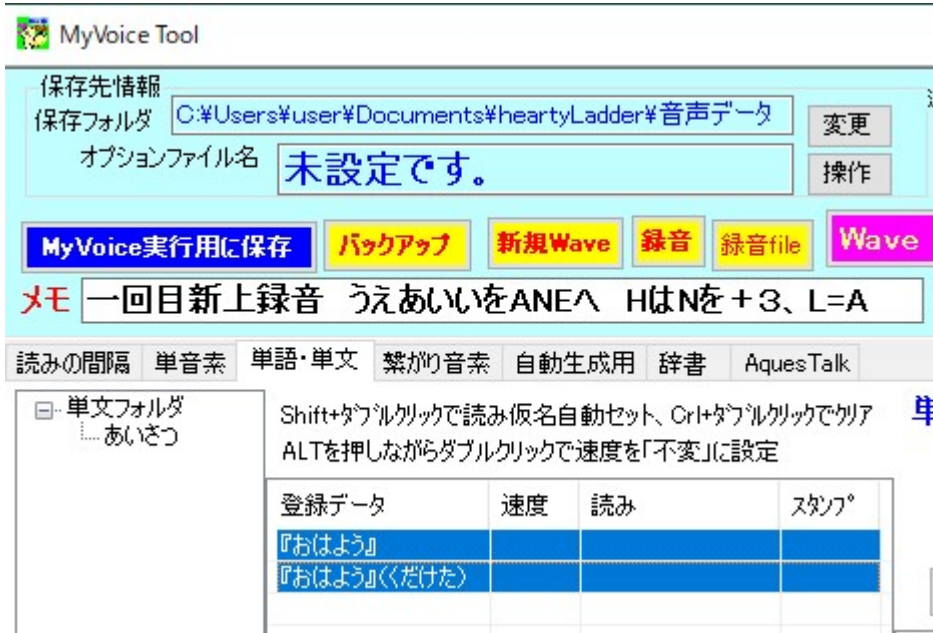 MyVoice Tool
保存先情報
保存フォルダ C:¥Users¥user¥Documents¥heartyLadder¥音声データ 変更
オプションファイル名 未設定です。 操作
MyVoice実行用に保存 バックアップ 新規Wave 録音 録音file Wave
メモ 一回目新上録音 うえあいいをANEへ HはNを+3、L=A
読みの間隔 単音素 単語・単文 繋がり音素 自動生成用 辞書 AquesTalk
単文フォルダ
あいさつ
Shift+ダブルクリックで読み仮名自動セット、Crl+ダブルクリックでクリア
ALTを押しながらダブルクリックで速度を「不変」に設定
登録データ 速度 読み スタンプ
『おはよう』
『おはよう』(くだけた)